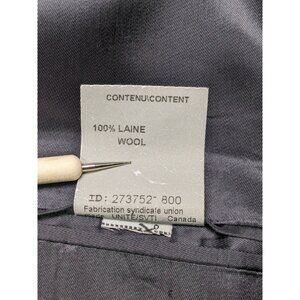 CONTENU\CONTENT
100% LAINE
WOOL
ID: 273752- 800
Fabrication syndicale union
Canada